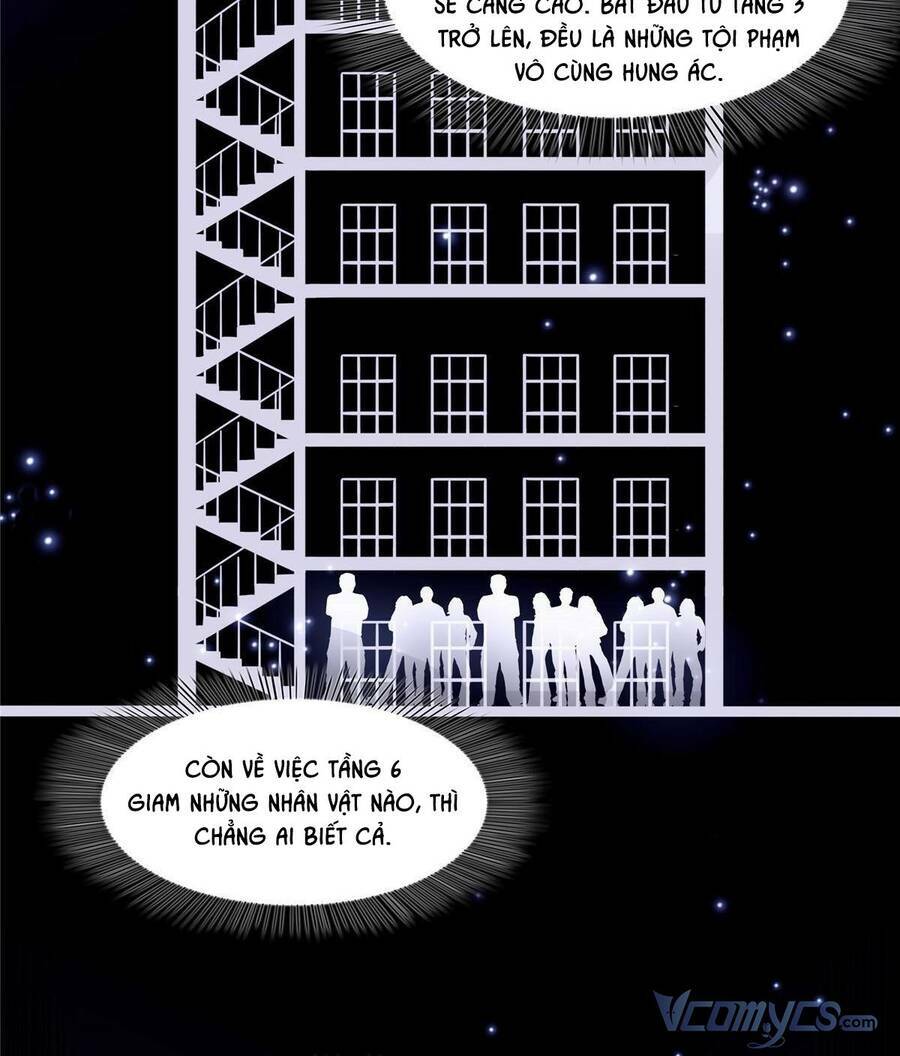 SẼ CÀNG CAO. BẮT ĐẦU TỪ TẦNG 3
TRỞ LÊN, ĐỀU LÀ NHỮNG TỘI PHẠM
VÔ CÙNG HUNG ÁC.
CÒN VỀ VIỆC TẦNG 6
GIAM NHỮNG NHÂN VẬT NÀO, THÌ
CHẲNG AI BIẾT CẢ.
VCOMYCS.com